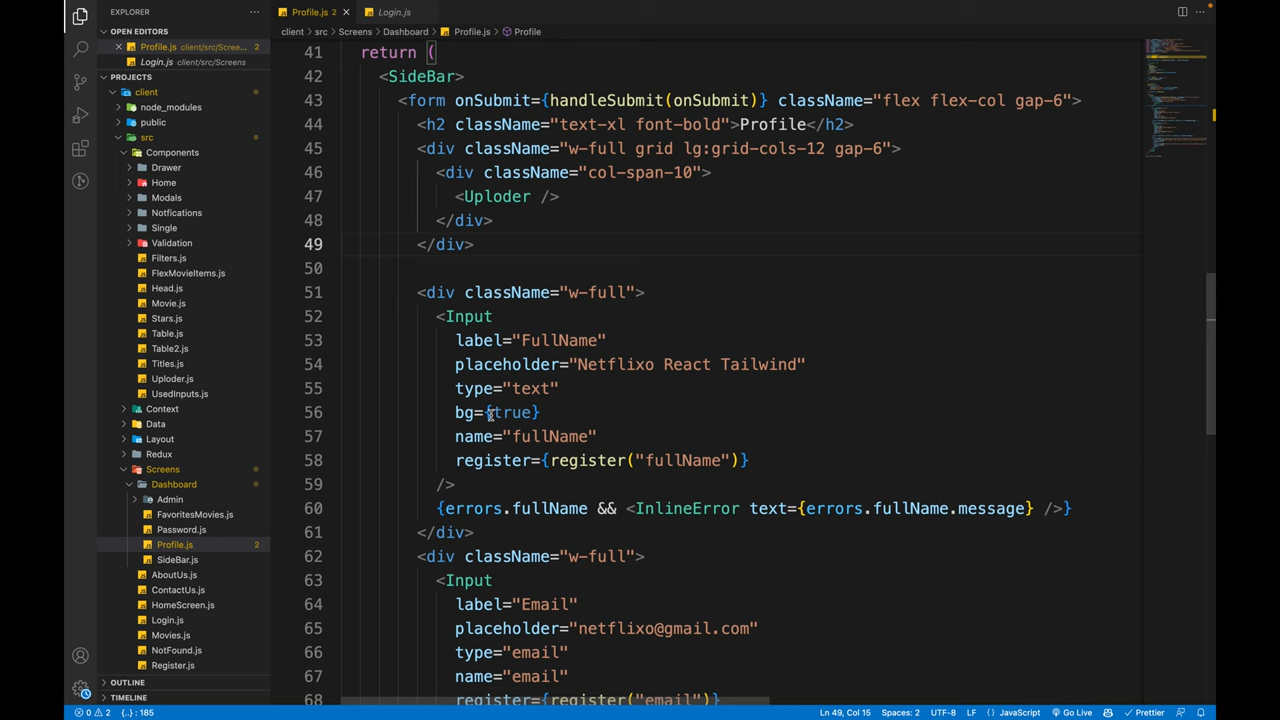 EXPLORER
OPEN EDITORS
Profile.js client/src/Scree... 2
Login.js client/src/Screens
PROJECTS
client
node_modules
public
src
Components
Drawer
Home
Modals
Notfications
Single
Validation
Filters.js
FlexMovieItems.js
Head.js
Movie.js
Stars.js
Table.js
Table2.js
Titles.js
Uploder.js
UsedInputs.js
Context
Data
Layout
Redux
Screens
Dashboard
Admin
FavoritesMovies.js
Password.js
Profile.js 2
SideBar.js
AboutUs.js
ContactUs.js
HomeScreen.js
Login.js
Movies.js
NotFound.js
Register.js
OUTLINE
TIMELINE
Profile.js 2
Login.js
client > src > Screens > Dashboard > Profile.js > Profile
41 return (
42 <SideBar>
43 <form onSubmit={handleSubmit(onSubmit)} className="flex flex-col gap-6">
44 <h2 className="text-xl font-bold">Profile</h2>
45 <div className="w-full grid lg:grid-cols-12 gap-6">
46 <div className="col-span-10">
47 <Uploder />
48 </div>
49 </div>
50
51 <div className="w-full">
52 <Input
53 label="FullName"
54 placeholder="Netflixo React Tailwind"
55 type="text"
56 bg={true}
57 name="fullName"
58 register={register("fullName")}
59 />
60 {errors.fullName && <InlineError text={errors.fullName.message} />}
61 </div>
62 <div className="w-full">
63 <Input
64 label="Email"
65 placeholder="netflixo@gmail.com"
66 type="email"
67 name="email"
68 register={register("email")}
0 2 {..} : 185
Ln 49, Col 15 Spaces: 2 UTF-8 LF {} JavaScript Go Live Prettier